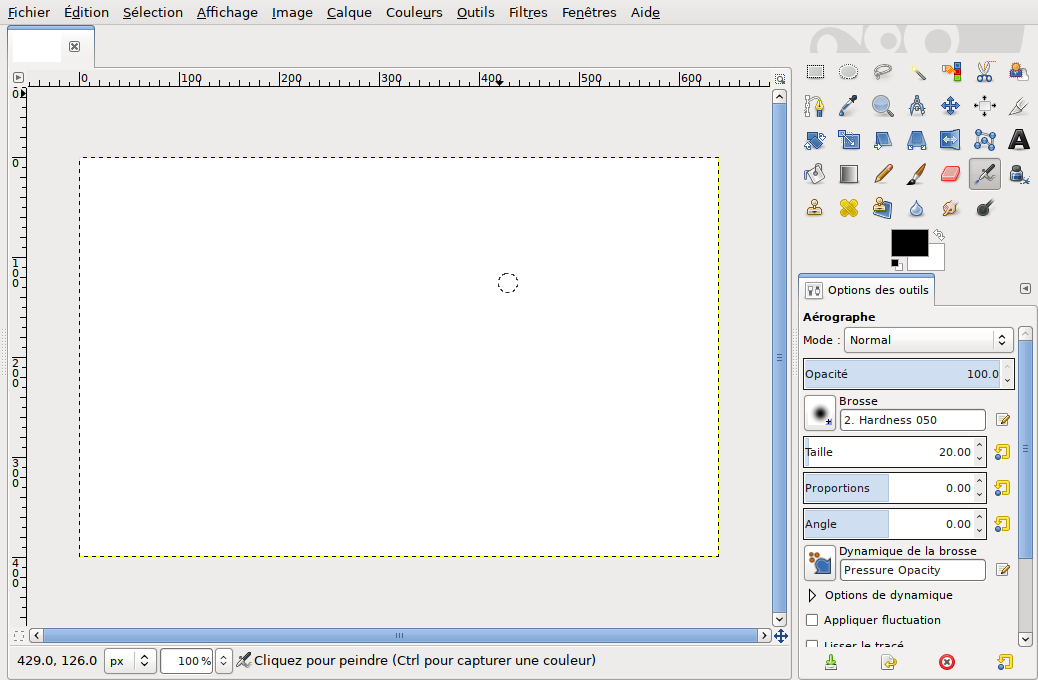 Fichier Édition Sélection Affichage Image Calque Couleurs Outils Filtres Fenêtres Aide
0 100 200 300 400 500 600
0
0
100
200
300
400
Options des outils
Aérographe
Mode : Normal
Opacité 100.0
Brosse
2. Hardness 050
Taille 20.00
Proportions 0.00
Angle 0.00
Dynamique de la brosse
Pressure Opacity
Options de dynamique
Appliquer fluctuation
Lisser le tracé
429.0, 126.0 px 100 % Cliquez pour peindre (Ctrl pour capturer une couleur)